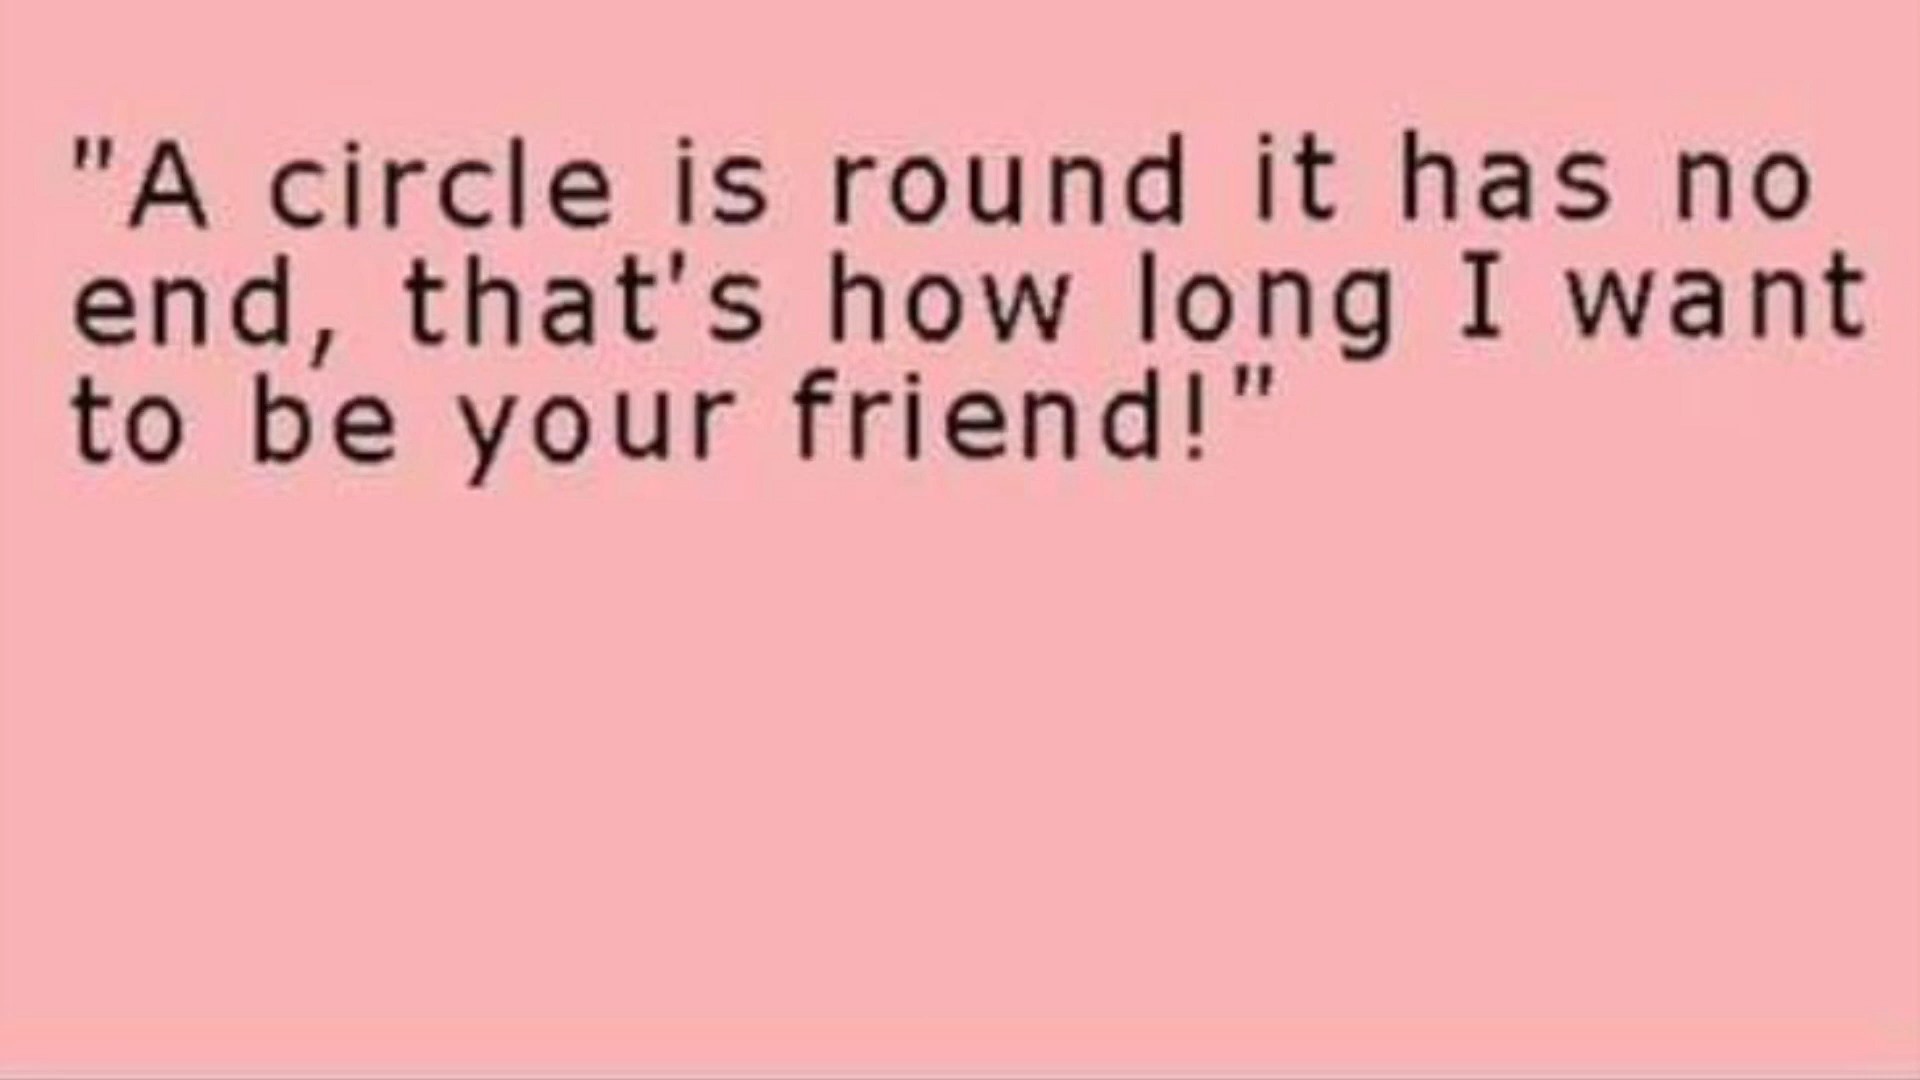 "A circle is round it has no
end, that's how long I want
to be your friend!"